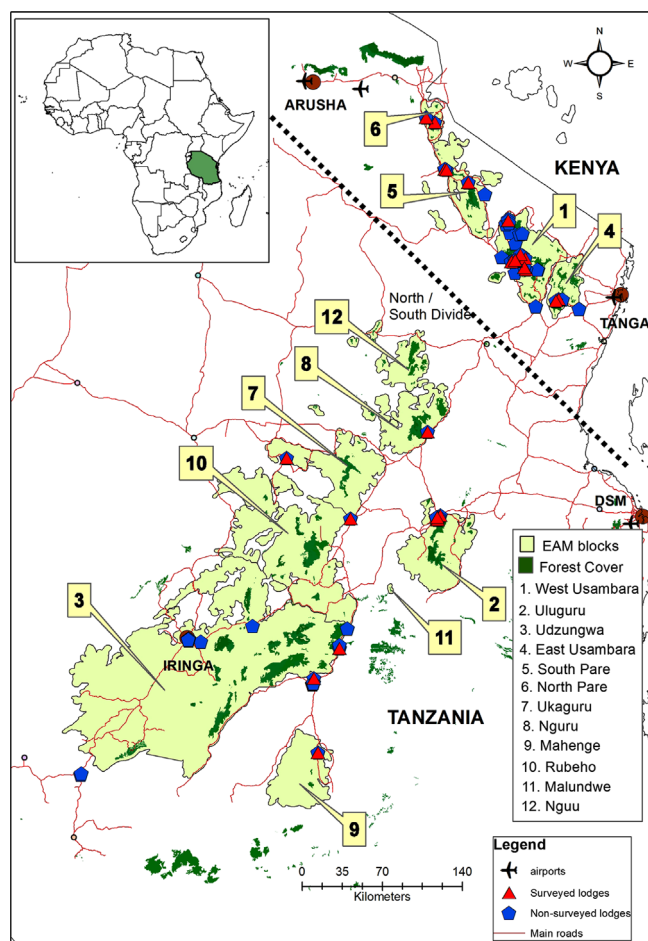 N
W
E
S
ARUSHA
6
KENYA
5
1
4
TANGA
North /
South Divide
12
8
7
10
DSM
3
2
11
IRINGA
TANZANIA
9
EAM blocks
Forest Cover
1. West Usambara
2. Uluguru
3. Udzungwa
4. East Usambara
5. South Pare
6. North Pare
7. Ukaguru
8. Nguru
9. Mahenge
10. Rubeho
11. Malundwe
12. Nguu
0 35 70 140
Kilometers
Legend
airports
Surveyed lodges
Non-surveyed lodges
Main roads